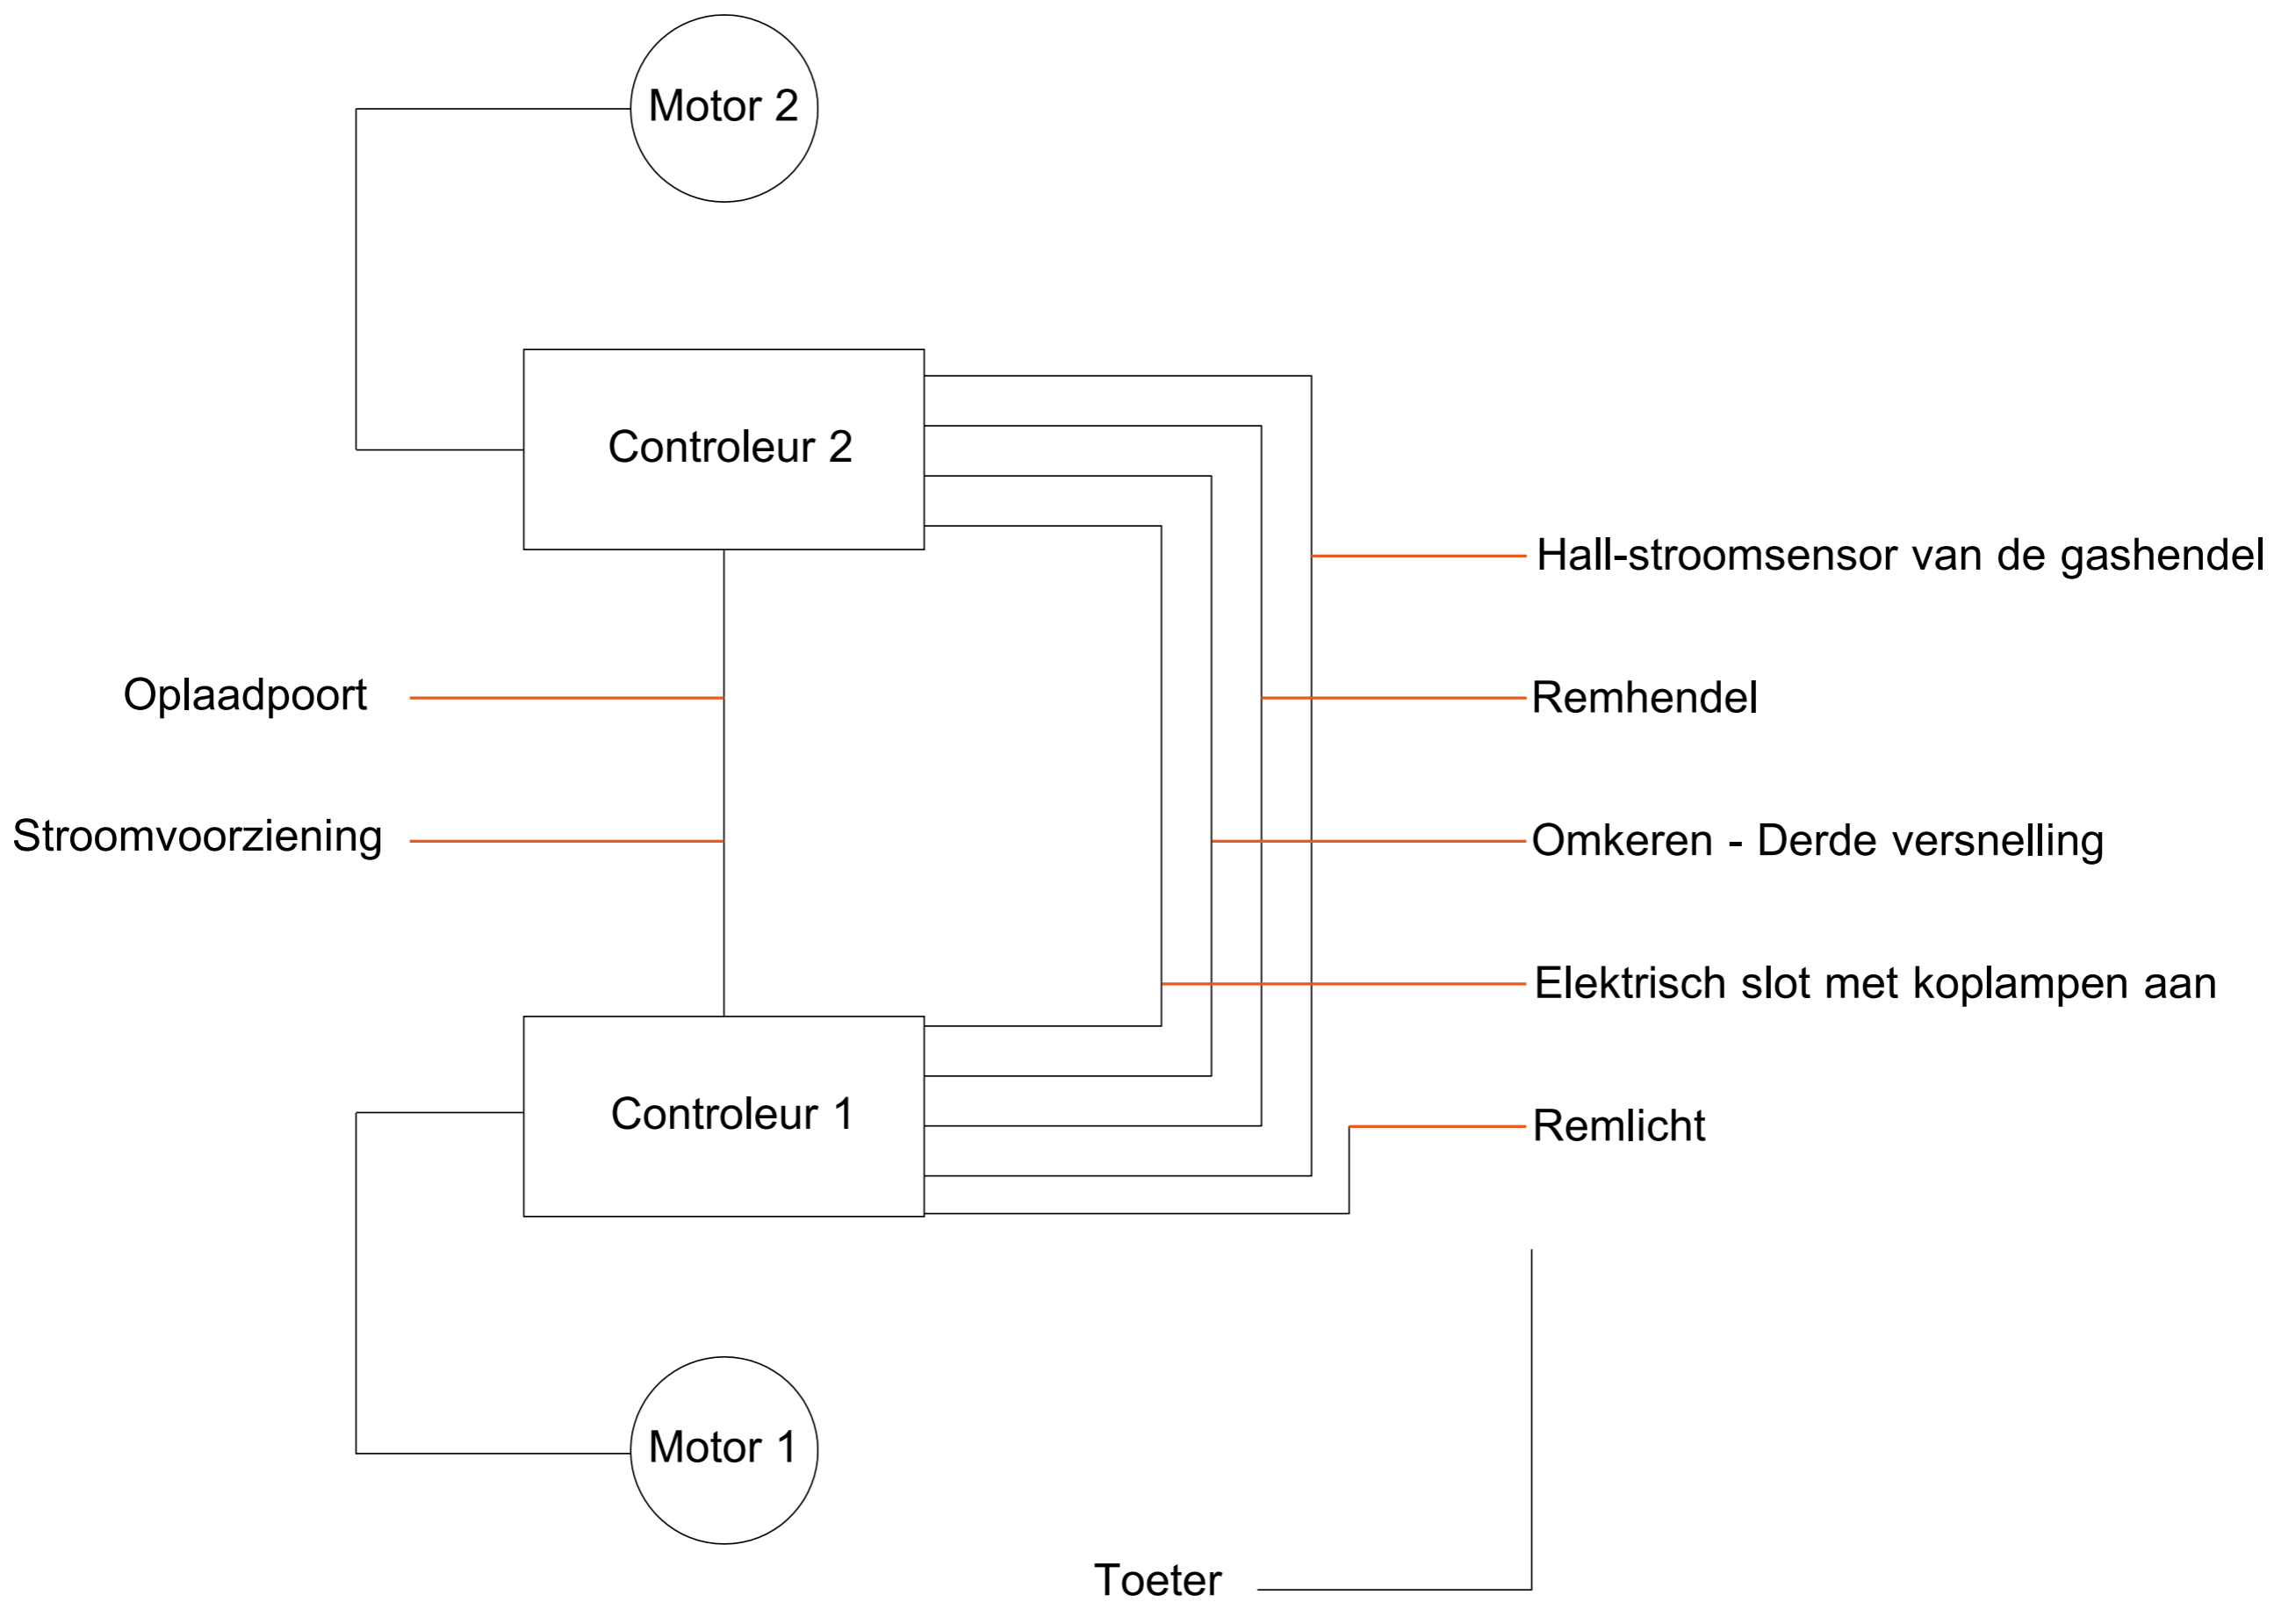 Motor 2
Controleur 2
Hall-stroomsensor van de gashendel
Oplaadpoort
Remhendel
Stroomvoorziening
Omkeren - Derde versnelling
Elektrisch slot met koplampen aan
Controleur 1
Remlicht
Motor 1
Toeter